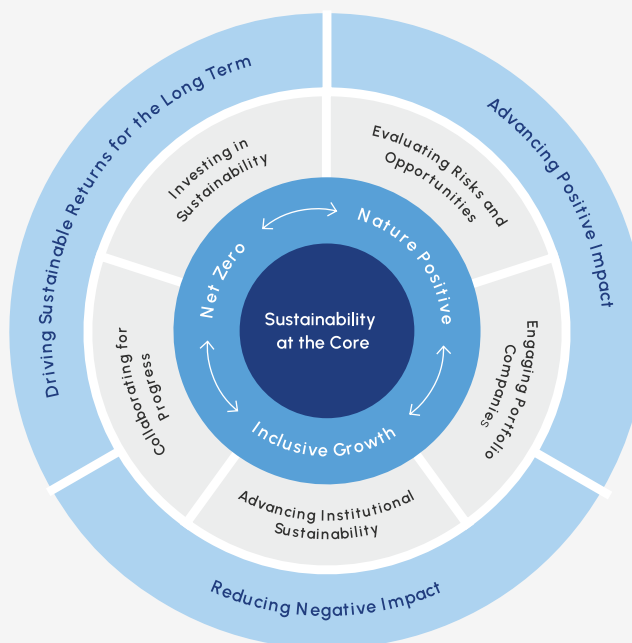 Driving Sustainable Returns for the Long Term
Advancing Positive Impact
Reducing Negative Impact
Investing in
Sustainability
Evaluating Risks and
Opportunities
Engaging Portfolio
Companies
Advancing Institutional
Sustainability
Collaborating for
Progress
Net Zero
Nature Positive
Inclusive Growth
Sustainability
at the Core